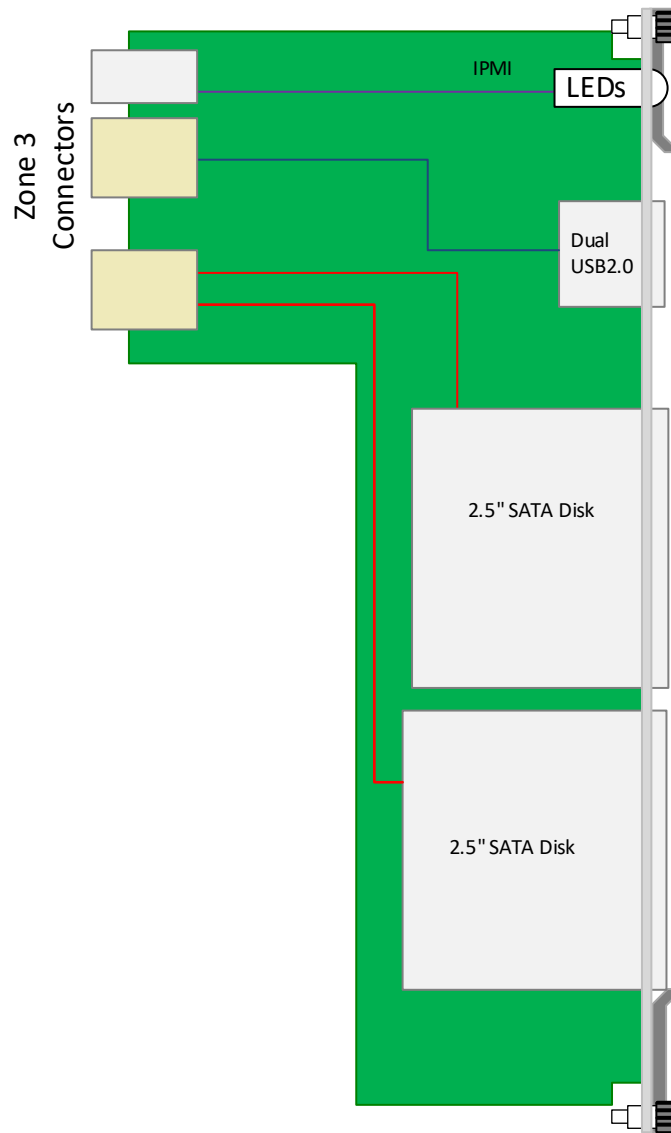 IPMI
LEDs
Zone 3
Connectors
Dual
USB2.0
2.5" SATA Disk
2.5" SATA Disk